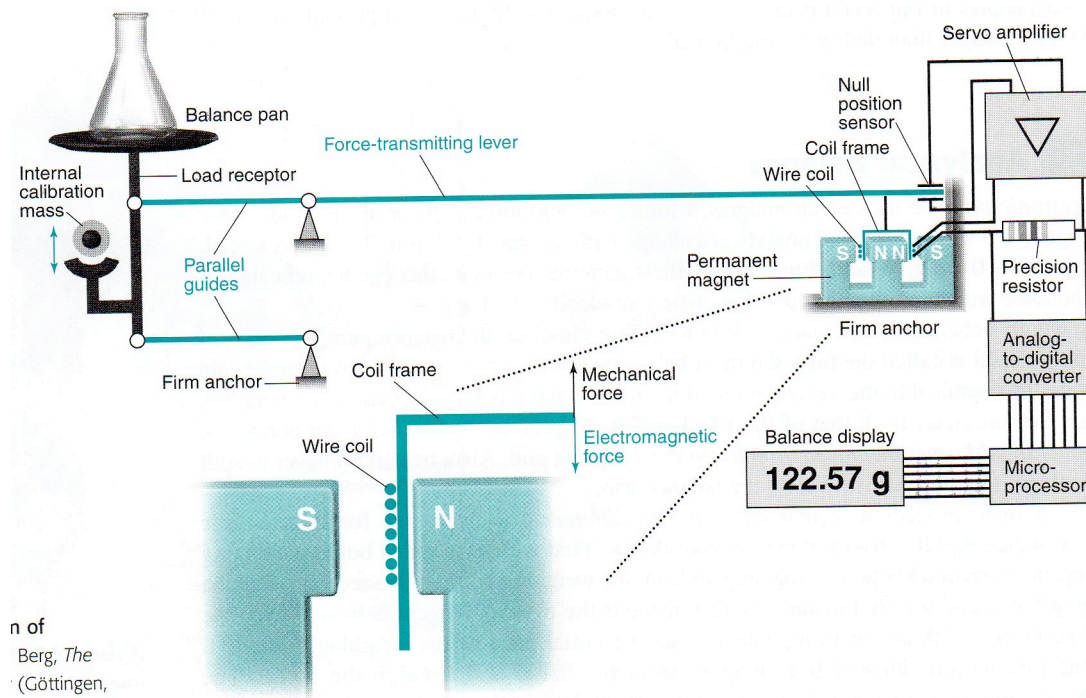 Servo amplifier
Null
position
sensor
Balance pan
Force-transmitting lever
Coil frame
Internal
calibration
mass
Load receptor
Wire coil
S N N S
Parallel
guides
Permanent
magnet
Precision
resistor
Firm anchor
Analog-
to-digital
converter
Firm anchor
Coil frame
Mechanical
force
Wire coil
Electromagnetic
force
Balance display
122.57 g
Micro-
processor
S N
of
Berg, The
(Göttingen,